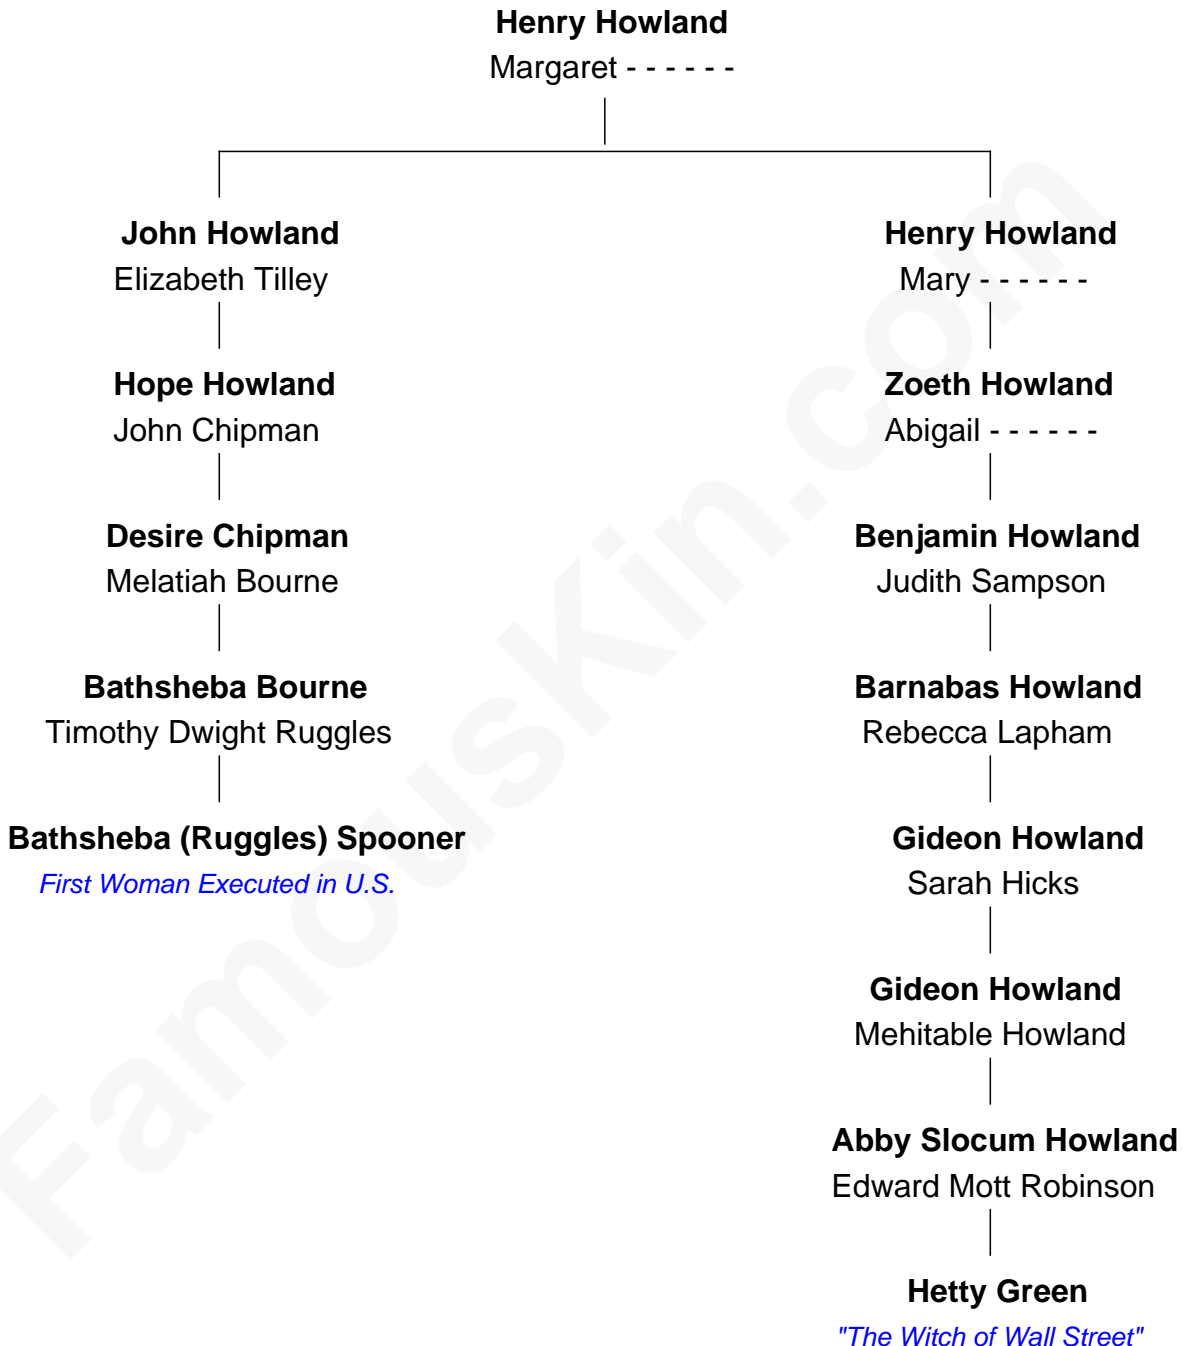 Henry Howland
Margaret - - - - - -
John Howland
Elizabeth Tilley
Hope Howland
John Chipman
Desire Chipman
Melatiah Bourne
Bathsheba Bourne
Timothy Dwight Ruggles
Bathsheba (Ruggles) Spooner
First Woman Executed in U.S.
Henry Howland
Mary - - - - - -
Zoeth Howland
Abigail - - - - - -
Benjamin Howland
Judith Sampson
Barnabas Howland
Rebecca Lapham
Gideon Howland
Sarah Hicks
Gideon Howland
Mehitable Howland
Abby Slocum Howland
Edward Mott Robinson
Hetty Green
"The Witch of Wall Street"
FamousKin.com